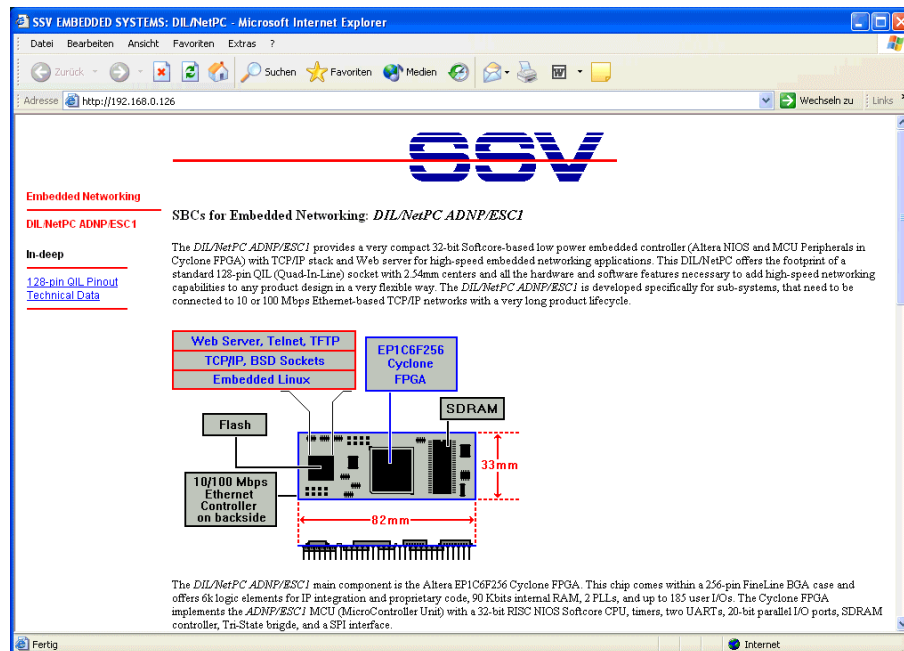 SSV EMBEDDED SYSTEMS: DIL/NetPC - Microsoft Internet Explorer
Datei Bearbeiten Ansicht Favoriten Extras ?
Zurück Suchen Favoriten Medien
Adresse http://192.168.0.126 Wechseln zu Links
SSV
Embedded Networking
DIL/NetPC ADNP/ESC1
In-deep
128-pin QIL Pinout
Technical Data
SBCs for Embedded Networking: DIL/NetPC ADNP/ESC1
The DIL/NetPC ADNP/ESC1 provides a very compact 32-bit Softcore-based low power embedded controller (Altera NIOS and MCU Peripherals in
Cyclone FPGA) with TCP/IP stack and Web server for high-speed embedded networking applications. This DIL/NetPC offers the footprint of a
standard 128-pin QIL (Quad-In-Line) socket with 2.54mm centers and all the hardware and software features necessary to add high-speed networking
capabilities to any product design in a very flexible way. The DIL/NetPC ADNP/ESC1 is developed specifically for sub-systems, that need to be
connected to 10 or 100 Mbps Ethernet-based TCP/IP networks with a very long product lifecycle.
Web Server, Telnet, TFTP
TCP/IP, BSD Sockets
Embedded Linux
EP1C6F256
Cyclone
FPGA
SDRAM
Flash
33mm
10/100 Mbps
Ethernet
Controller
on backside
82mm
The DIL/NetPC ADNP/ESC1 main component is the Altera EP1C6F256 Cyclone FPGA. This chip comes within a 256-pin FineLine BGA case and
offers 6k logic elements for IP integration and proprietary code, 90 Kbits internal RAM, 2 PLLs, and up to 185 user I/Os. The Cyclone FPGA
implements the ADNP/ESC1 MCU (MicroController Unit) with a 32-bit RISC NIOS Softcore CPU, timers, two UARTs, 20-bit parallel I/O ports, SDRAM
controller, Tri-State brigde, and a SPI interface.
Fertig Internet